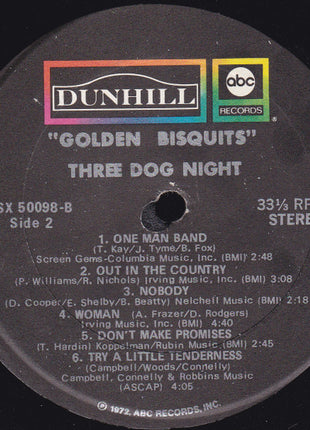 DUNHILL
abc
RECORDS
"GOLDEN BISQUITS"
THREE DOG NIGHT
SX 50098-B
Side 2
33⅓ RP
STERE
1. ONE MAN BAND
(T. Kay/J. Tyme/B. Fox)
Screen Gems-Columbia Music, Inc. (BMI) 2:48
2. OUT IN THE COUNTRY
(P. Williams/R. Nichols) Irving Music, Inc. (BMI) 3:08
3. NOBODY
(D. Cooper/E. Shelby/B. Beatty) Nelchell Music (BMI) 2:18
4. WOMAN (A. Frazer/D. Rodgers)
Irving Music, Inc. (BMI) 4:40
5. DON'T MAKE PROMISES
(T. Hardin) Koppelman/Rubin Music (BMI) 2:45
6. TRY A LITTLE TENDERNESS
(Campbell/Woods/Connelly)
Campbell, Connelly & Robbins Music
(ASCAP) 4:05
©1972, ABC RECORDS, INC.